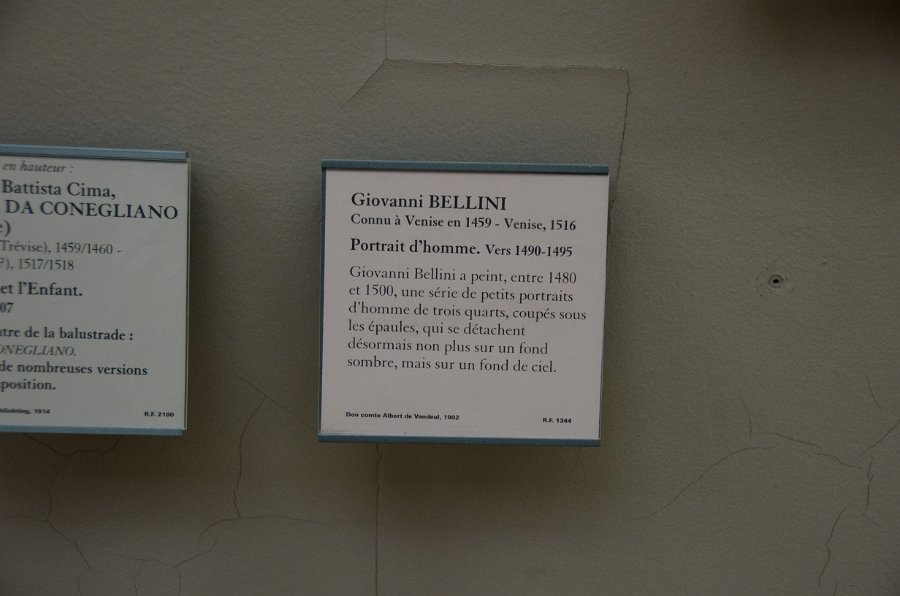 en hauteur :
Battista Cima,
DA CONEGLIANO
Trévise), 1459/1460 -
?), 1517/1518
et l'Enfant.
07
ntre de la balustrade :
ONEGLIANO.
de nombreuses versions
position.
hlichting, 1914
R.F. 2100
Giovanni BELLINI
Connu à Venise en 1459 - Venise, 1516
Portrait d'homme. Vers 1490-1495
Giovanni Bellini a peint, entre 1480
et 1500, une série de petits portraits
d'homme de trois quarts, coupés sous
les épaules, qui se détachent
désormais non plus sur un fond
sombre, mais sur un fond de ciel.
Don comte Albert de Vandeul, 1902
R.F. 1344